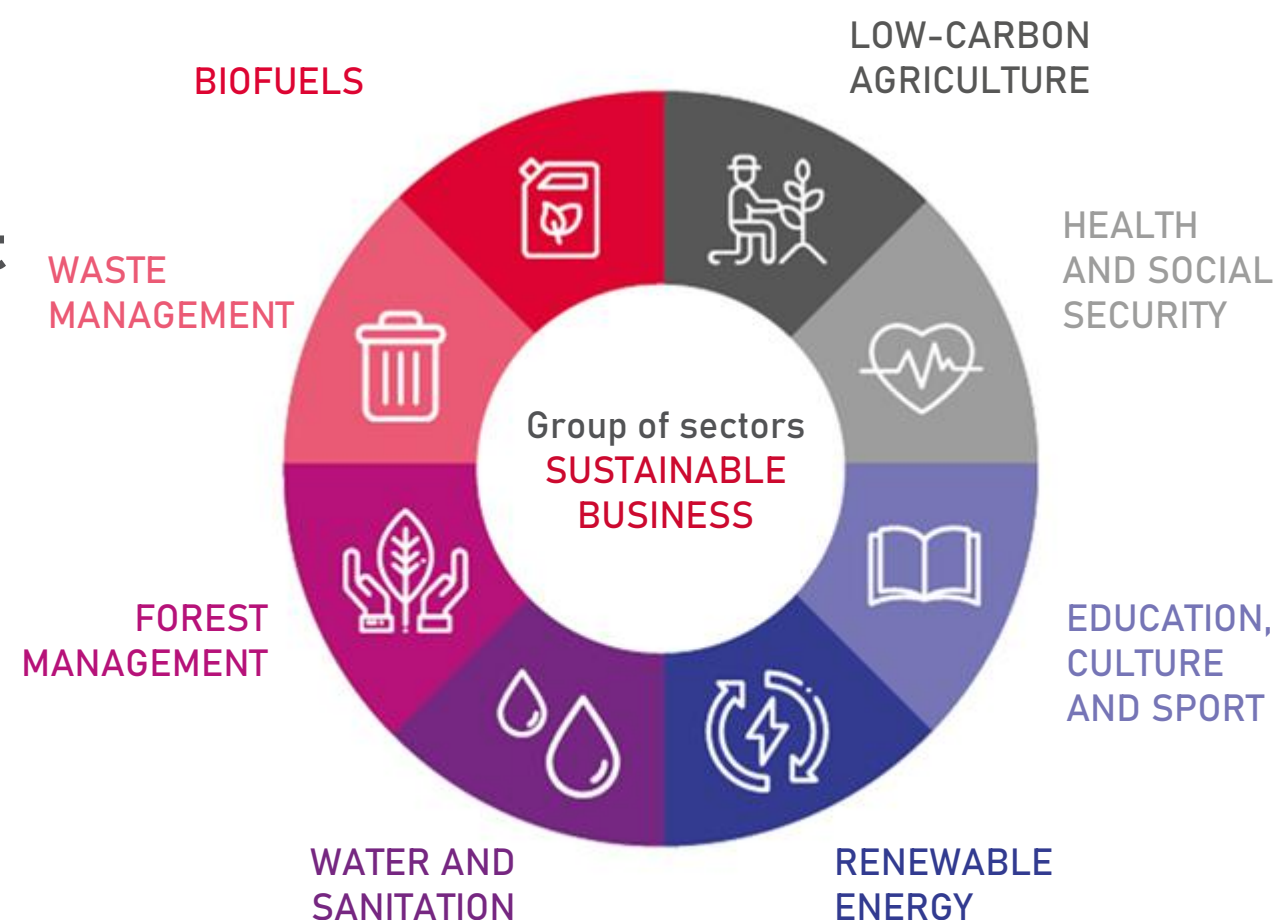 LOW-CARBON
AGRICULTURE
BIOFUELS
HEALTH
AND SOCIAL
SECURITY
WASTE
MANAGEMENT
Group of sectors
SUSTAINABLE
BUSINESS
FOREST
MANAGEMENT
EDUCATION,
CULTURE
AND SPORT
WATER AND
SANITATION
RENEWABLE
ENERGY